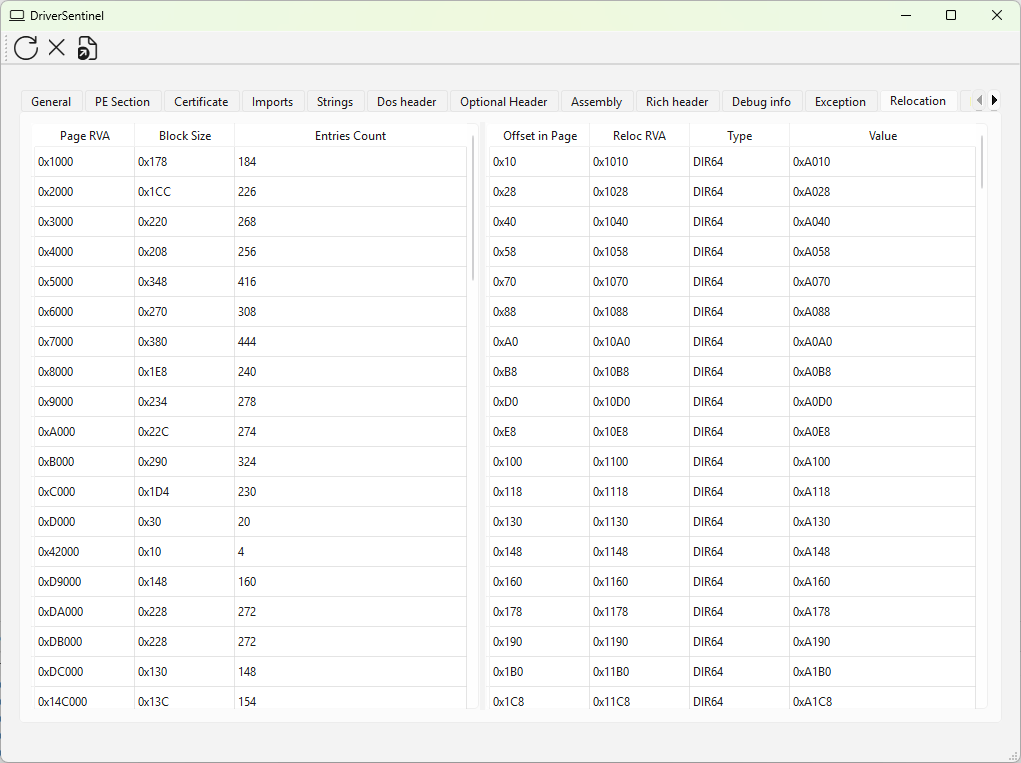 DriverSentinel
General PE Section Certificate Imports Strings Dos header Optional Header Assembly Rich header Debug info Exception Relocation
Page RVA Block Size Entries Count
0x1000 0x178 184
0x2000 0x1CC 226
0x3000 0x220 268
0x4000 0x208 256
0x5000 0x348 416
0x6000 0x270 308
0x7000 0x380 444
0x8000 0x1E8 240
0x9000 0x234 278
0xA000 0x22C 274
0xB000 0x290 324
0xC000 0x1D4 230
0xD000 0x30 20
0x42000 0x10 4
0xD9000 0x148 160
0xDA000 0x228 272
0xDB000 0x228 272
0xDC000 0x130 148
0x14C000 0x13C 154
Offset in Page Reloc RVA Type Value
0x10 0x1010 DIR64 0xA010
0x28 0x1028 DIR64 0xA028
0x40 0x1040 DIR64 0xA040
0x58 0x1058 DIR64 0xA058
0x70 0x1070 DIR64 0xA070
0x88 0x1088 DIR64 0xA088
0xA0 0x10A0 DIR64 0xA0A0
0xB8 0x10B8 DIR64 0xA0B8
0xD0 0x10D0 DIR64 0xA0D0
0xE8 0x10E8 DIR64 0xA0E8
0x100 0x1100 DIR64 0xA100
0x118 0x1118 DIR64 0xA118
0x130 0x1130 DIR64 0xA130
0x148 0x1148 DIR64 0xA148
0x160 0x1160 DIR64 0xA160
0x178 0x1178 DIR64 0xA178
0x190 0x1190 DIR64 0xA190
0x1B0 0x11B0 DIR64 0xA1B0
0x1C8 0x11C8 DIR64 0xA1C8